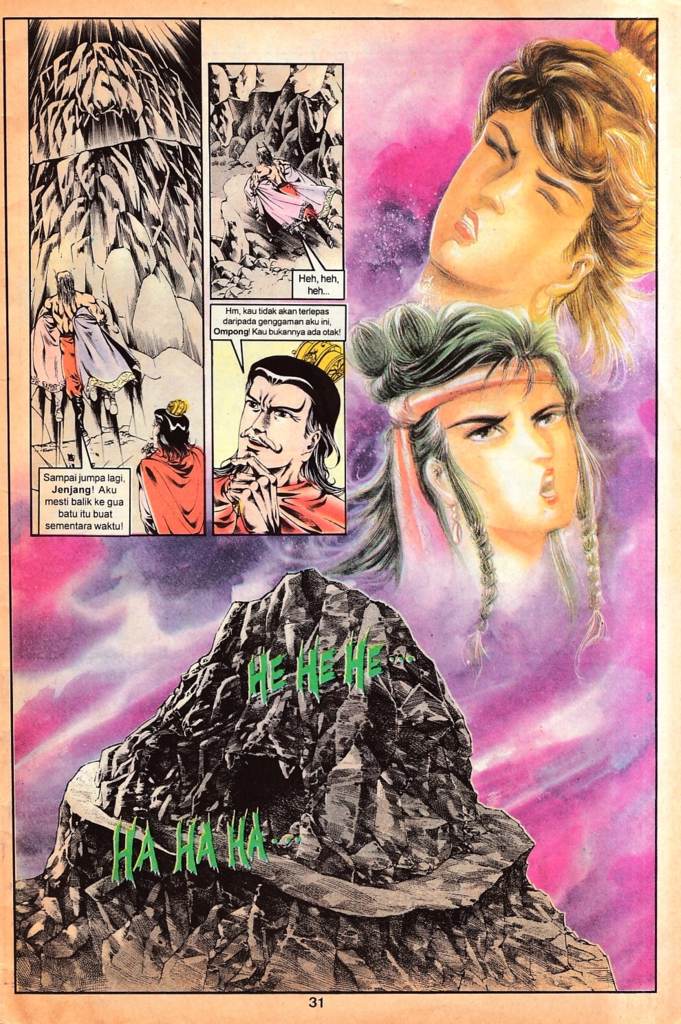 Sampai jumpa lagi,
Jenjang! Aku
mesti balik ke gua
batu itu buat
sementara waktu!
Heh, heh,
heh...
Hm, kau tidak akan terlepas
daripada genggaman aku ini,
Ompong! Kau bukannya ada otak!
HE HE HE...
HA HA HA...
31